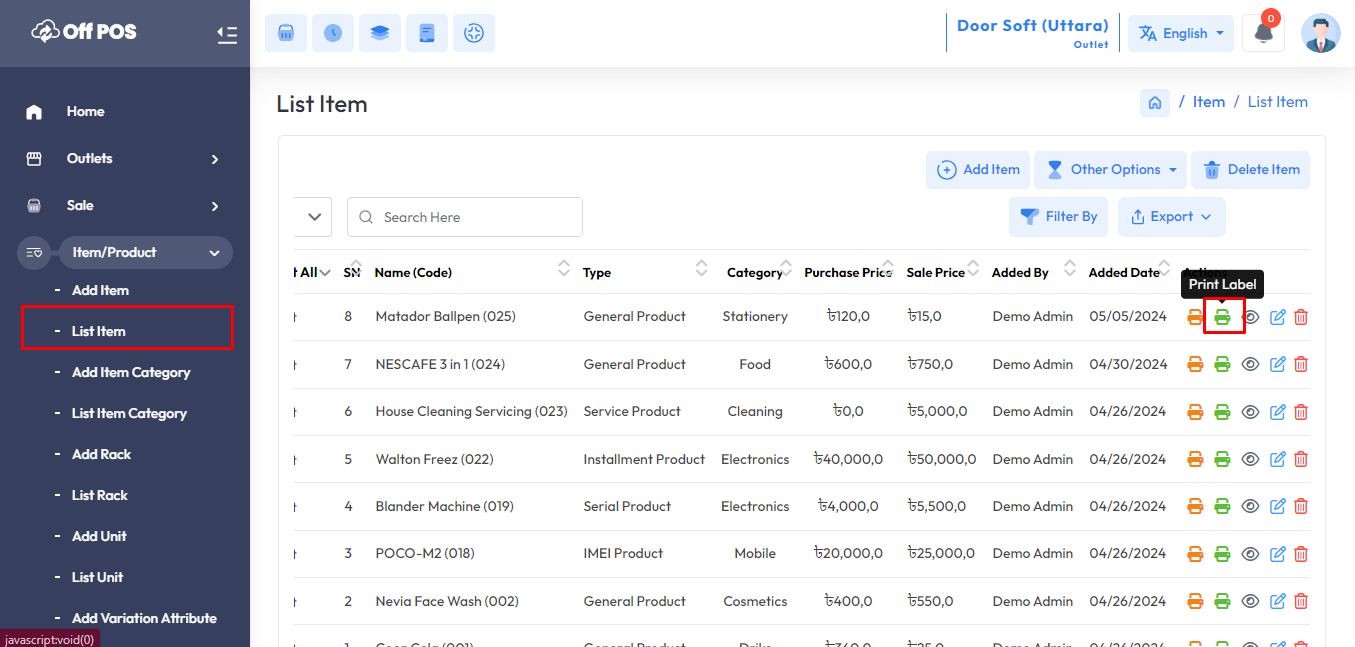 Off POS
Door Soft (Uttara)
Outlet
English
0
Home
Outlets
Sale
Item/Product
Add Item
List Item
Add Item Category
List Item Category
Add Rack
List Rack
Add Unit
List Unit
Add Variation Attribute
javascript:void(0)
List Item
/ Item / List Item
Add Item
Other Options
Delete Item
Search Here
Filter By
Export
All SN Name (Code) Type Category Purchase Price Sale Price Added By Added Date Actions
Print Label
8 Matador Ballpen (025) General Product Stationery ৳120,0 ৳15,0 Demo Admin 05/05/2024
7 NESCAFE 3 in 1 (024) General Product Food ৳600,0 ৳750,0 Demo Admin 04/30/2024
6 House Cleaning Servicing (023) Service Product Cleaning ৳0,0 ৳5,000,0 Demo Admin 04/26/2024
5 Walton Freez (022) Installment Product Electronics ৳40,000,0 ৳50,000,0 Demo Admin 04/26/2024
4 Blander Machine (019) Serial Product Electronics ৳4,000,0 ৳5,500,0 Demo Admin 04/26/2024
3 POCO-M2 (018) IMEI Product Mobile ৳20,000,0 ৳25,000,0 Demo Admin 04/26/2024
2 Nevia Face Wash (002) General Product Cosmetics ৳400,0 ৳550,0 Demo Admin 04/26/2024